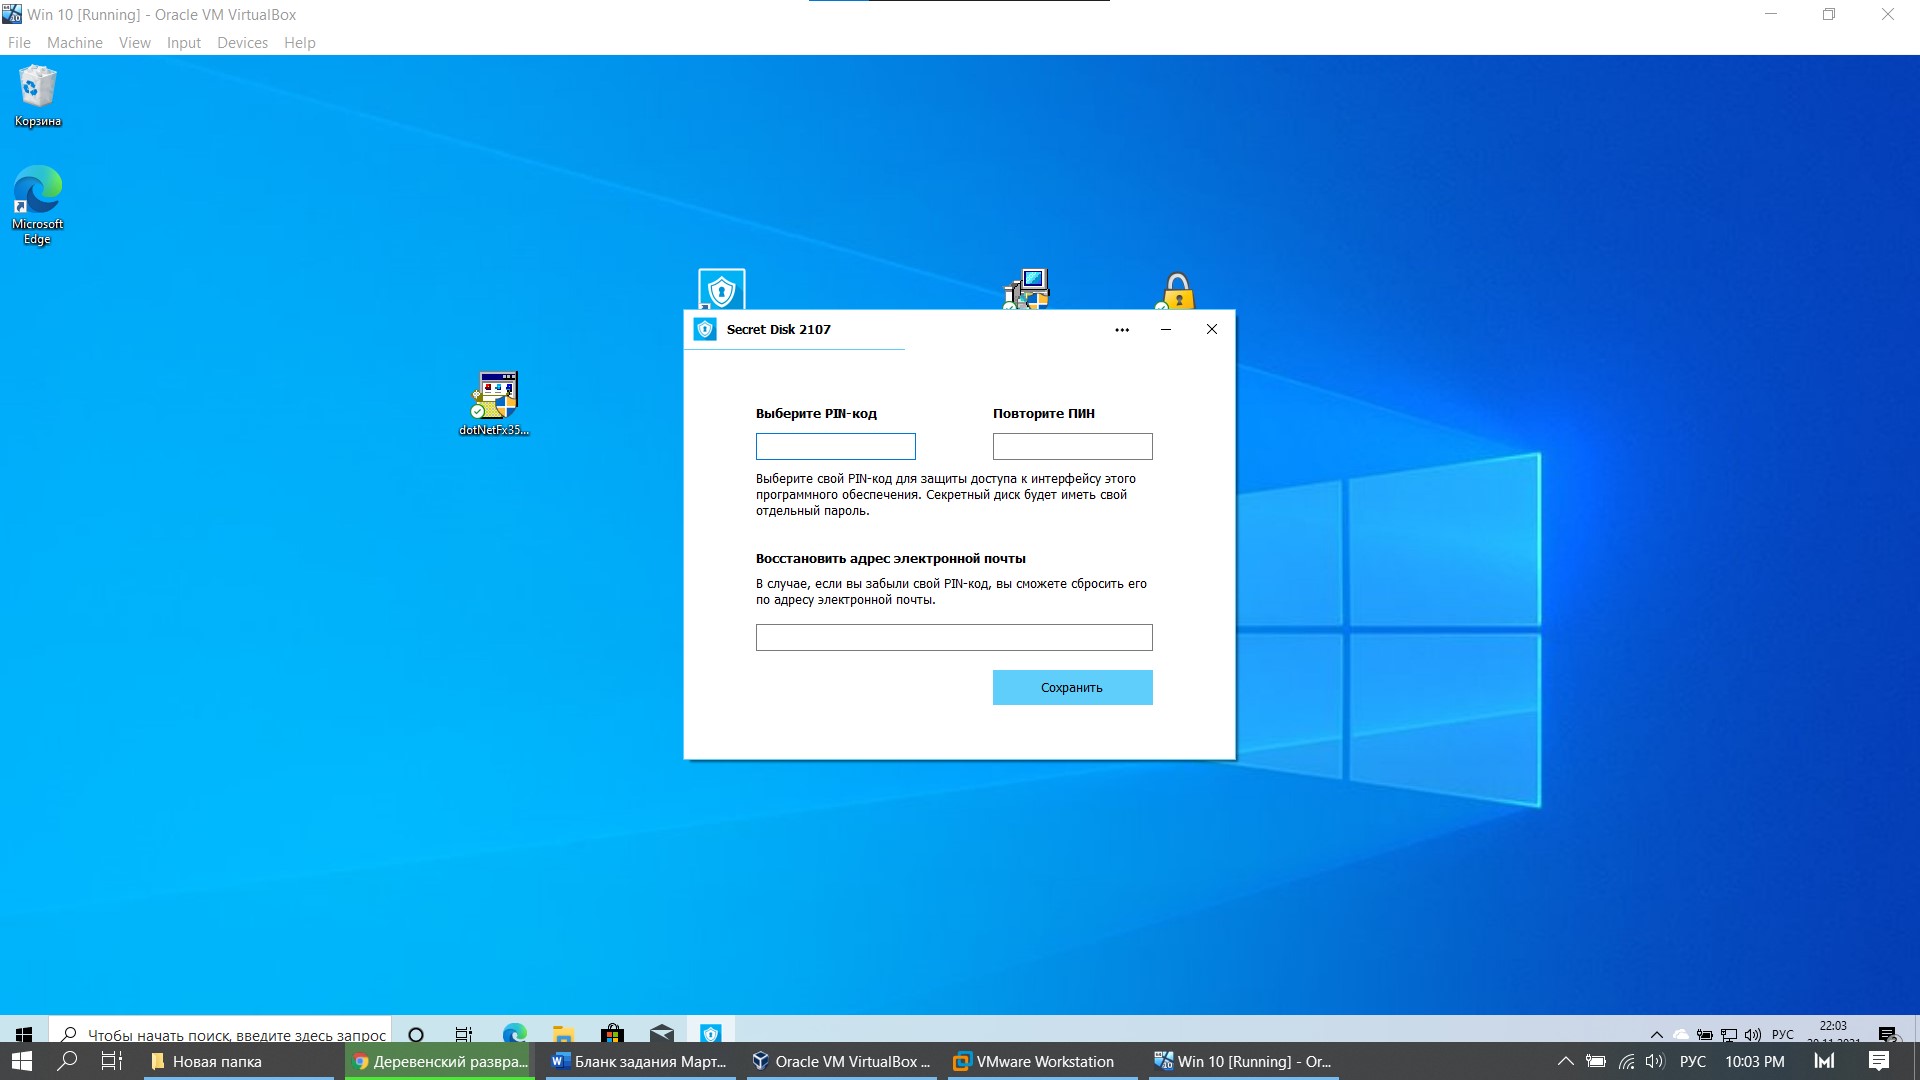 Win 10 [Running] - Oracle VM VirtualBox
File Machine View Input Devices Help
Корзина
Microsoft
Edge
dotNetFx35...
Secret Disk 2107
Выберите PIN-код
Повторите ПИН
Выберите свой PIN-код для защиты доступа к интерфейсу этого
программного обеспечения. Секретный диск будет иметь свой
отдельный пароль.
Восстановить адрес электронной почты
В случае, если вы забыли свой PIN-код, вы сможете сбросить его
по адресу электронной почты.
Сохранить
Чтобы начать поиск, введите здесь запрос
РУС
22:03
Новая папка
Деревенский развра...
Бланк задания Март...
Oracle VM VirtualBox ...
VMware Workstation
Win 10 [Running] - Or...
РУС
10:03 PM